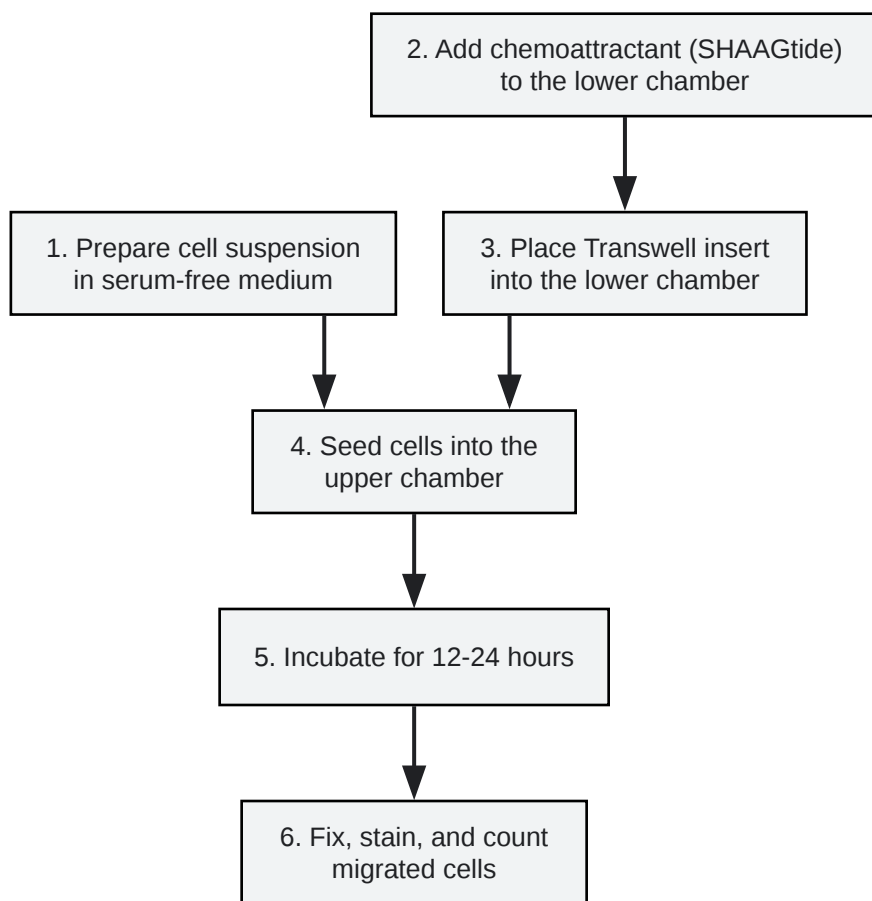 2. Add chemoattractant (SHAAGtide)
to the lower chamber
1. Prepare cell suspension
in serum-free medium
3. Place Transwell insert
into the lower chamber
4. Seed cells into the
upper chamber
5. Incubate for 12-24 hours
6. Fix, stain, and count
migrated cells